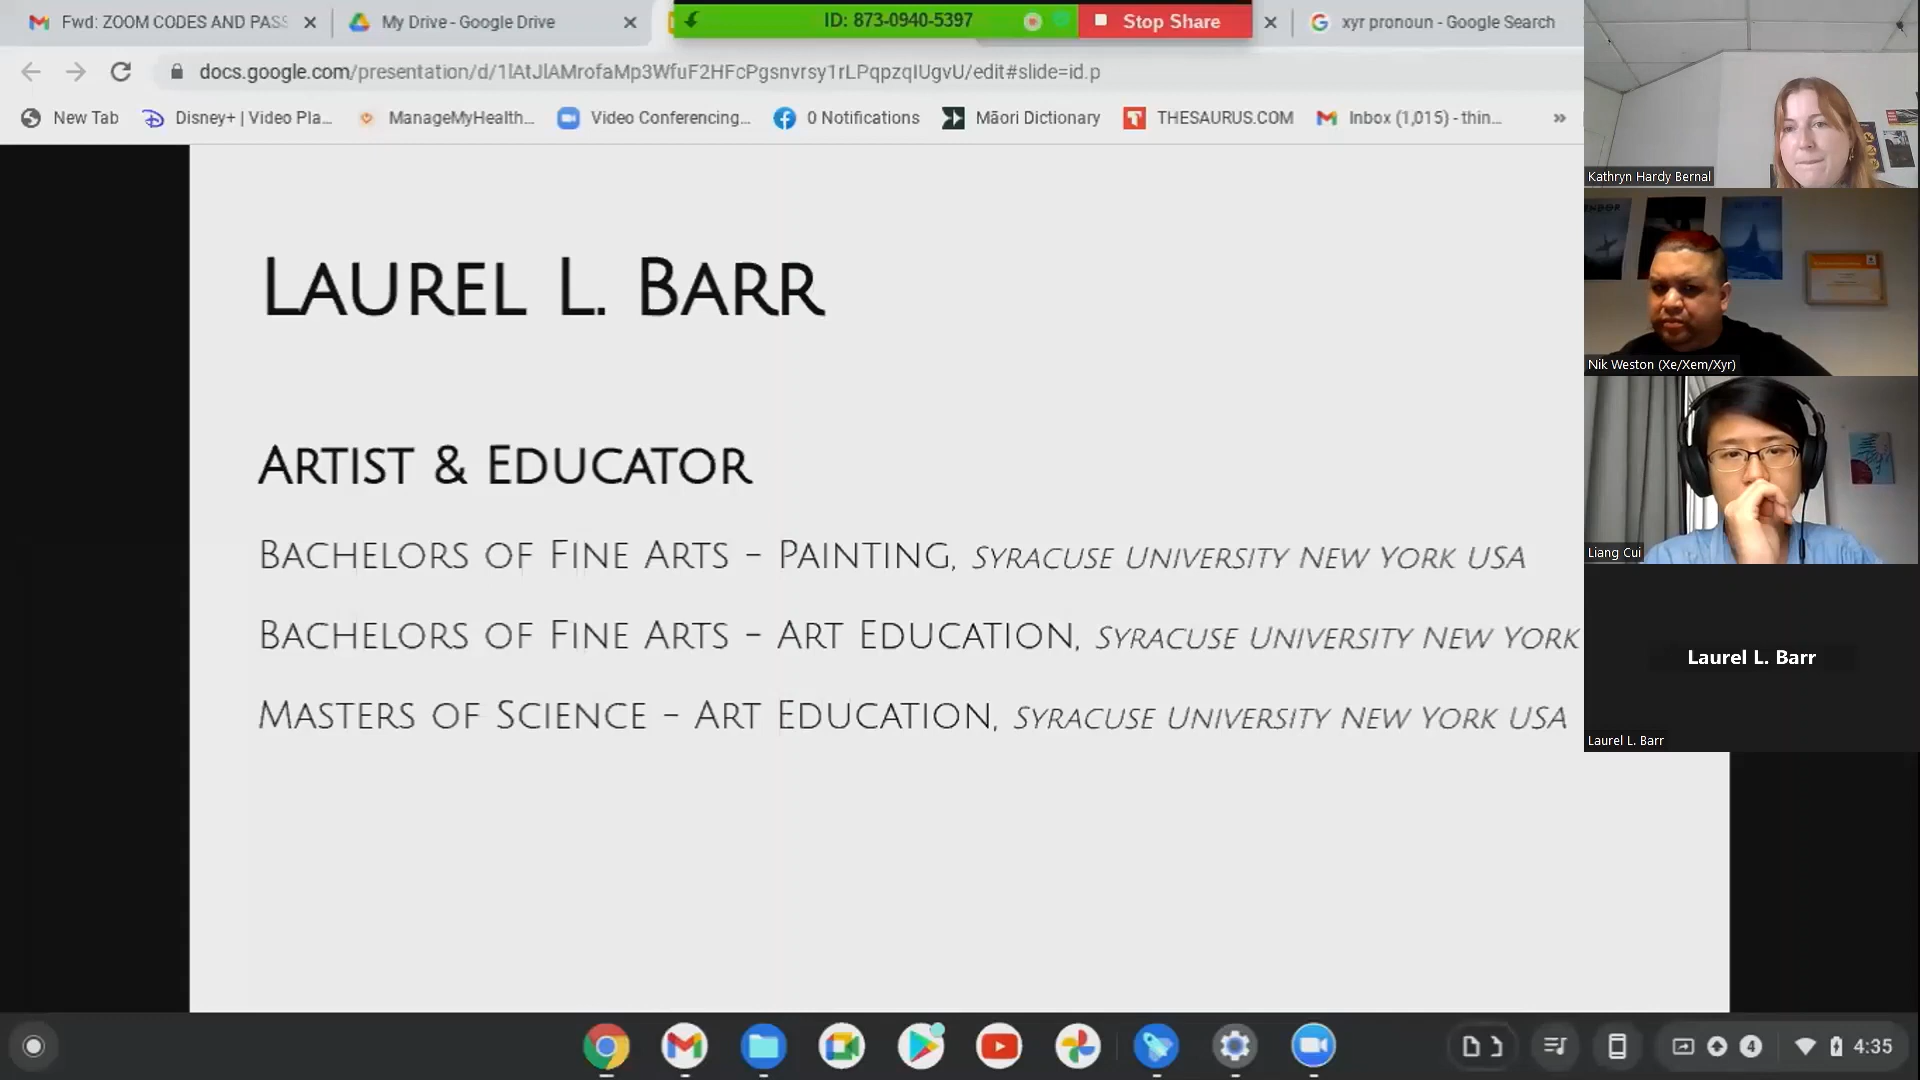 Fwd: ZOOM CODES AND PASS
My Drive - Google Drive
ID: 873-0940-5397
Stop Share
xyr pronoun - Google Search
docs.google.com/presentation/d/1lAtJlAMrofaMp3WfuF2HFcPgsnvrsy1rLPqpzqIUgvU/edit#slide=id.p
New Tab
Disney+ | Video Pla...
ManageMyHealth...
Video Conferencing...
0 Notifications
Māori Dictionary
THESAURUS.COM
Inbox (1,015) - thin...
»
Kathryn Hardy Bernal
Nik Weston (Xe/Xem/Xyr)
Liang Cui
Laurel L. Barr
Laurel L. Barr
LAUREL L. BARR
ARTIST & EDUCATOR
BACHELORS OF FINE ARTS - PAINTING, SYRACUSE UNIVERSITY NEW YORK USA
BACHELORS OF FINE ARTS - ART EDUCATION, SYRACUSE UNIVERSITY NEW YORK
MASTERS OF SCIENCE - ART EDUCATION, SYRACUSE UNIVERSITY NEW YORK USA
4
4:35